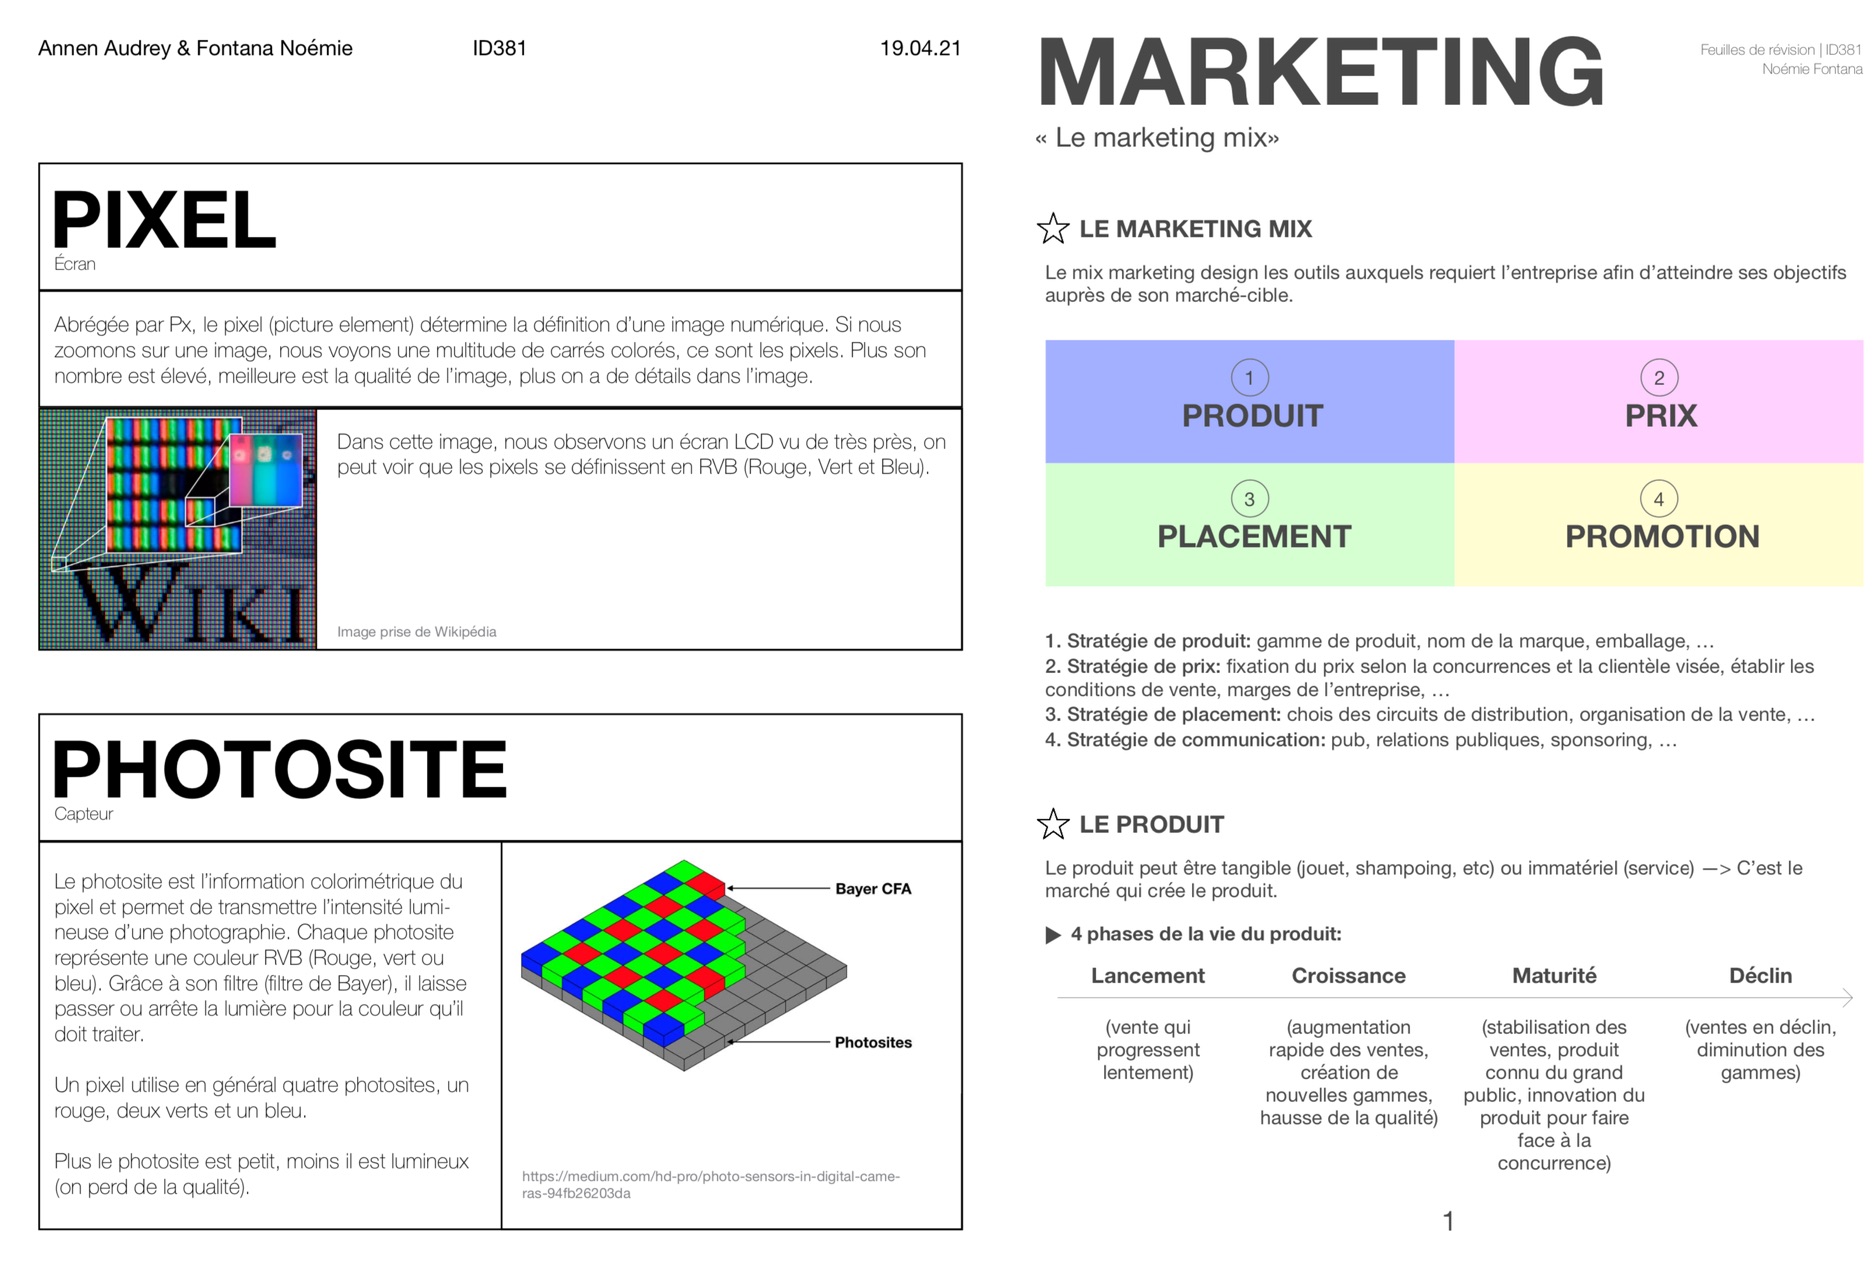 Annen Audrey & Fontana Noémie ID381 19.04.21
PIXEL
Écran
Abrégée par Px, le pixel (picture element) détermine la définition d'une image numérique. Si nous
zoomons sur une image, nous voyons une multitude de carrés colorés, ce sont les pixels. Plus son
nombre est élevé, meilleure est la qualité de l'image, plus on a de détails dans l'image.
WIKI
Dans cette image, nous observons un écran LCD vu de très près, on
peut voir que les pixels se définissent en RVB (Rouge, Vert et Bleu).
Image prise de Wikipédia
PHOTOSITE
Capteur
Le photosite est l'information colorimétrique du
pixel et permet de transmettre l'intensité lumi-
neuse d'une photographie. Chaque photosite
représente une couleur RVB (Rouge, vert ou
bleu). Grâce à son filtre (filtre de Bayer), il laisse
passer ou arrête la lumière pour la couleur qu'il
doit traiter.
Un pixel utilise en général quatre photosites, un
rouge, deux verts et un bleu.
Plus le photosite est petit, moins il est lumineux
(on perd de la qualité).
Bayer CFA
Photosites
https://medium.com/hd-pro/photo-sensors-in-digital-came-
ras-94fb26203da
MARKETING
Feuilles de révision | ID381
Noémie Fontana
« Le marketing mix»
LE MARKETING MIX
Le mix marketing design les outils auxquels requiert l'entreprise afin d'atteindre ses objectifs
auprès de son marché-cible.
1
PRODUIT
2
PRIX
3
PLACEMENT
4
PROMOTION
1. Stratégie de produit: gamme de produit, nom de la marque, emballage, …
2. Stratégie de prix: fixation du prix selon la concurrences et la clientèle visée, établir les
conditions de vente, marges de l'entreprise, …
3. Stratégie de placement: chois des circuits de distribution, organisation de la vente, …
4. Stratégie de communication: pub, relations publiques, sponsoring, …
LE PRODUIT
Le produit peut être tangible (jouet, shampoing, etc) ou immatériel (service) —> C'est le
marché qui crée le produit.
4 phases de la vie du produit:
Lancement
(vente qui
progressent
lentement)
Croissance
(augmentation
rapide des ventes,
création de
nouvelles gammes,
hausse de la qualité)
Maturité
(stabilisation des
ventes, produit
connu du grand
public, innovation du
produit pour faire
face à la
concurrence)
Déclin
(ventes en déclin,
diminution des
gammes)
1